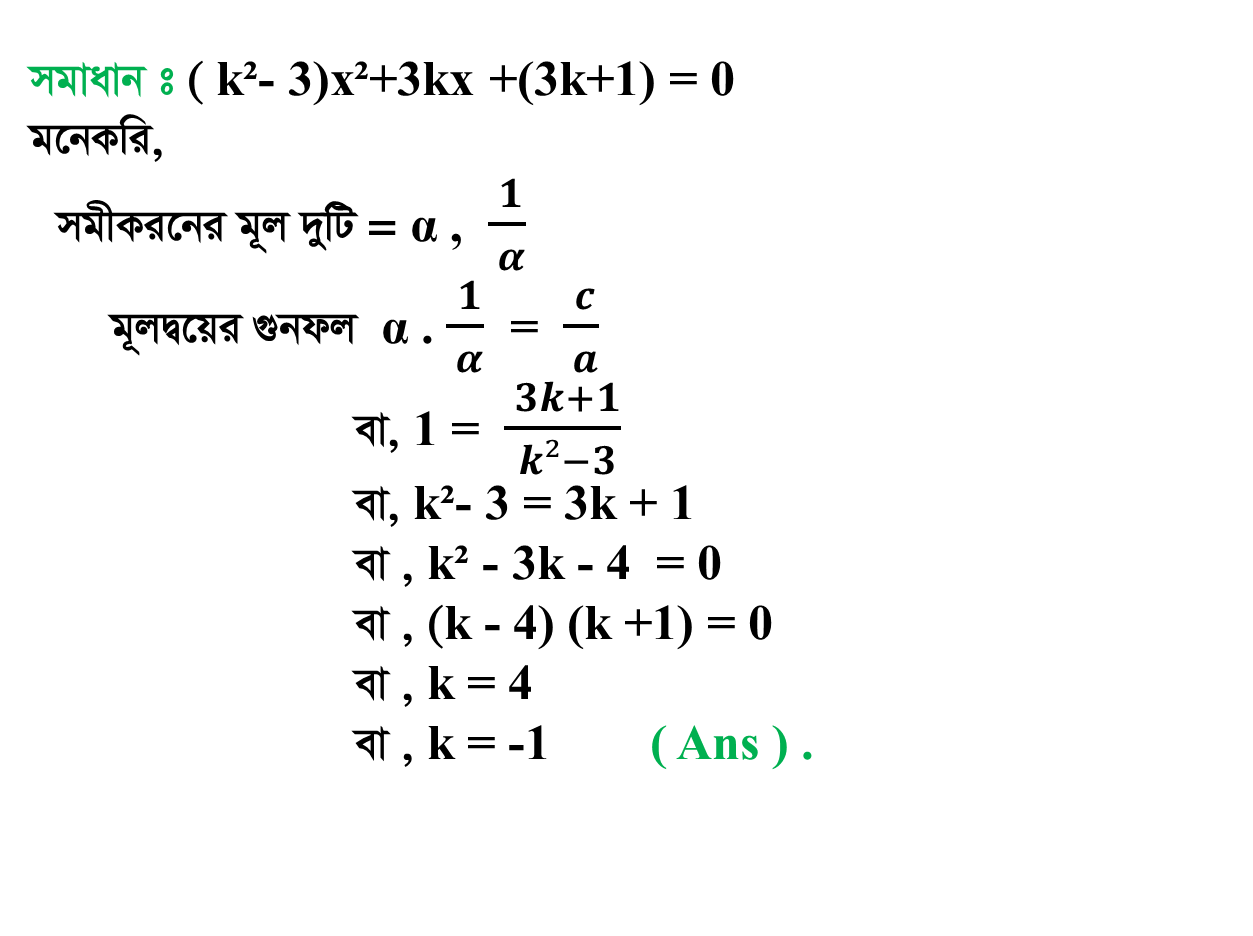 সমাধান ঃ ( k²- 3)x²+3kx +(3k+1) = 0
মনেকরি,
সমীকরনের মূল দুটি = α , 1/α
মূলদ্বয়ের গুনফল α . 1/α = c/a
বা, 1 = 3k+1/k²−3
বা, k²- 3 = 3k + 1
বা , k² - 3k - 4 = 0
বা , (k - 4) (k +1) = 0
বা , k = 4
বা , k = -1 ( Ans ) .